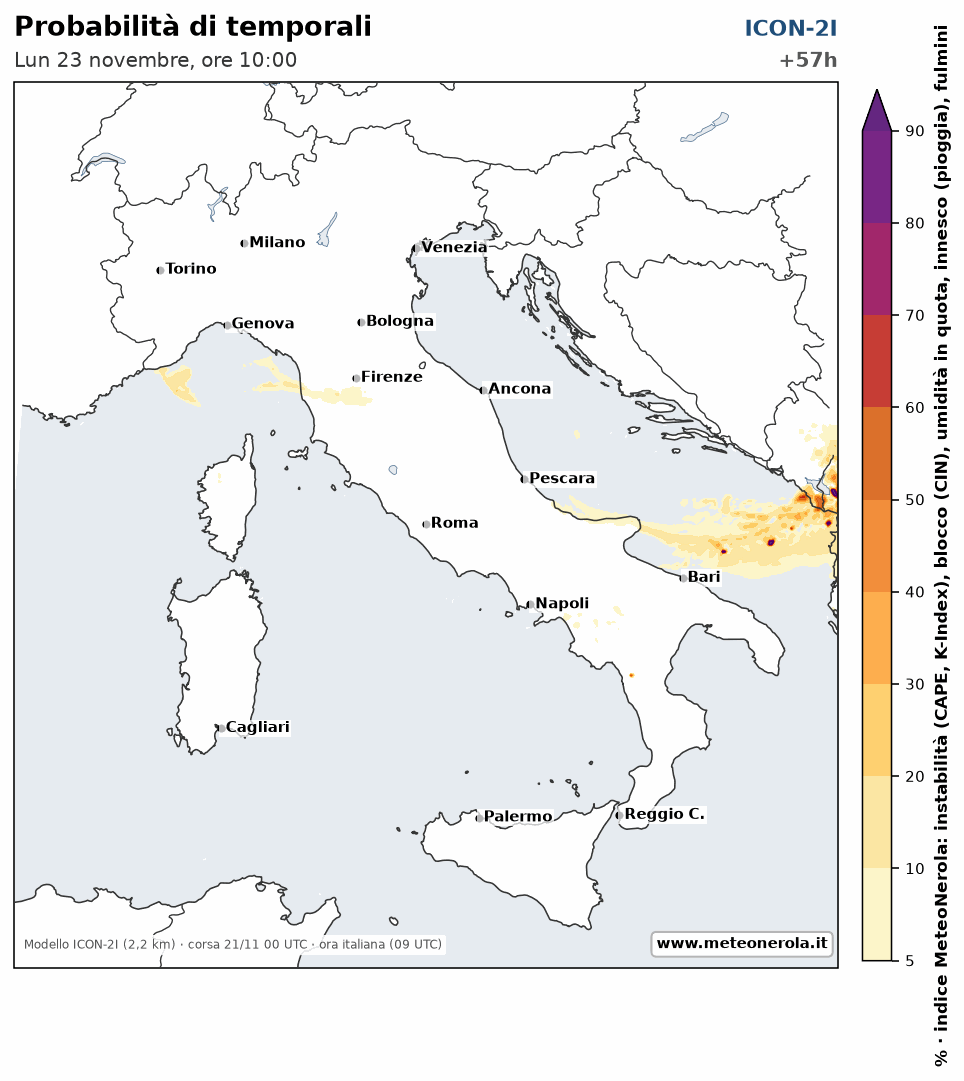 Probabilità di temporali
ICON-2I
Lun 23 novembre, ore 10:00
+57h
Milano
Venezia
Torino
Genova
Bologna
Firenze
Ancona
Pescara
Roma
Bari
Napoli
Cagliari
Palermo
Reggio C.
Modello ICON-2I (2,2 km) · corsa 21/11 00 UTC · ora italiana (09 UTC)
www.meteonerola.it
90
80
70
60
50
40
30
20
10
5
% · indice MeteoNerola: instabilità (CAPE, K-Index), blocco (CIN), umidità in quota, innesco (pioggia), fulmini